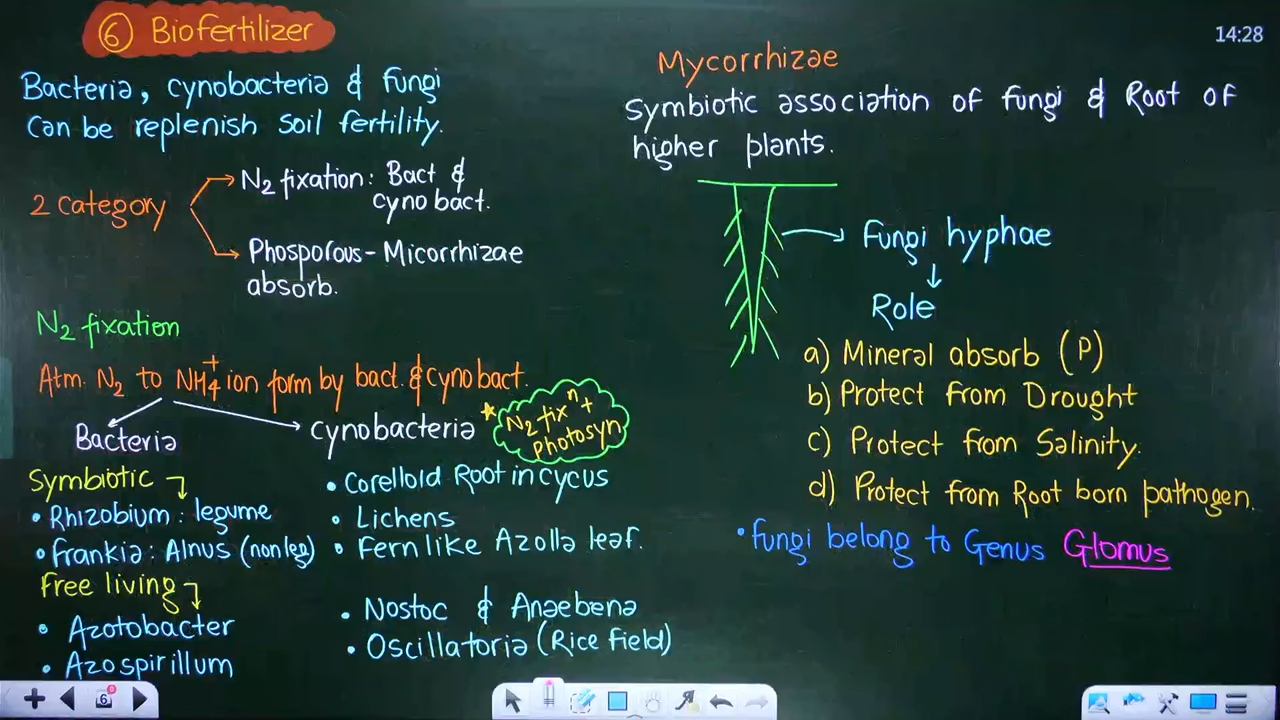 ⑥ Biofertilizer
Bacteria, cynobacteria & fungi
can be replenish soil fertility.
2 category
N₂ fixation: Bact &
cyno bact.
Phosporous - Micorrhizae
absorb.
N₂ fixation
Atm. N₂ to NH₄⁺ ion form by bact. & cyno bact.
Bacteria
Symbiotic
• Rhizobium: legume
• Frankia: Alnus (nonleg)
Free living
• Azotobacter
• Azospirillum
cynobacteria
* N₂ fixⁿ +
Photosyn
• Corelloid Root in cycus
• Lichens
• Fern like Azolla leaf.
• Nostoc & Anaebena
• Oscillatoria (Rice field)
14:28
Mycorrhizae
Symbiotic association of fungi & Root of
higher plants.
Fungi hyphae
Role
a) Mineral absorb (P)
b) Protect from Drought
c) Protect from Salinity.
d) Protect from Root born pathogen.
• Fungi belong to Genus Glomus
6